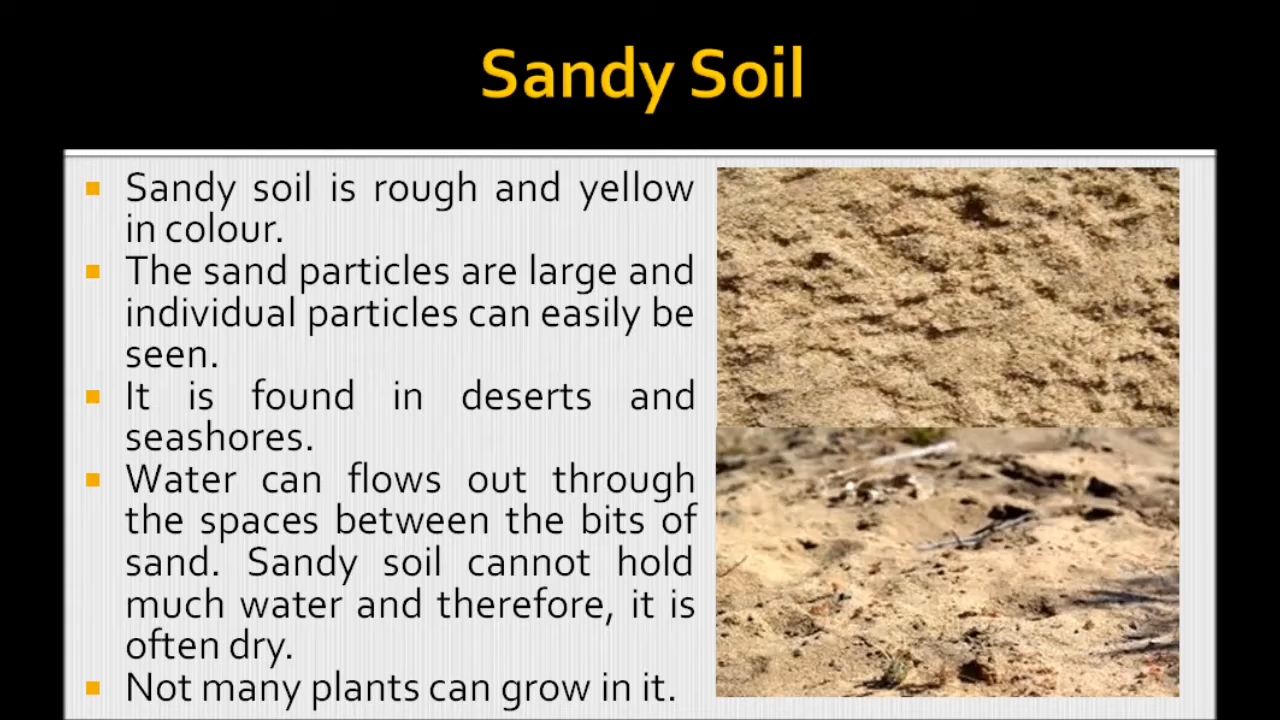 Sandy Soil
Sandy soil is rough and yellow
in colour.
The sand particles are large and
individual particles can easily be
seen.
It is found in deserts and
seashores.
Water can flows out through
the spaces between the bits of
sand. Sandy soil cannot hold
much water and therefore, it is
often dry.
Not many plants can grow in it.